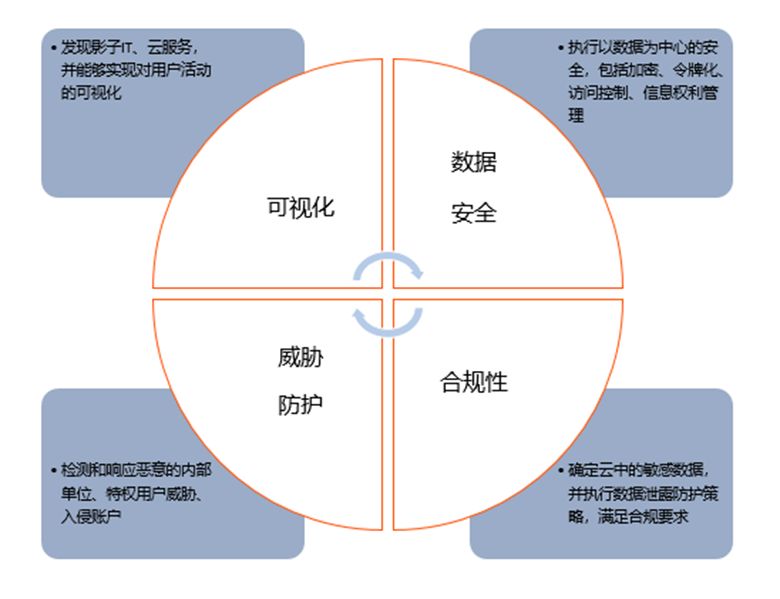 • 发现影子IT、云服务，
并能够实现对用户活动
的可视化
• 执行以数据为中心的安
全，包括加密、令牌化、
访问控制、信息权利管
理
可视化
数据
安全
威胁
防护
合规性
• 检测和响应恶意的内部
单位、特权用户威胁、
入侵账户
• 确定云中的敏感数据，
并执行数据泄露防护策
略，满足合规要求